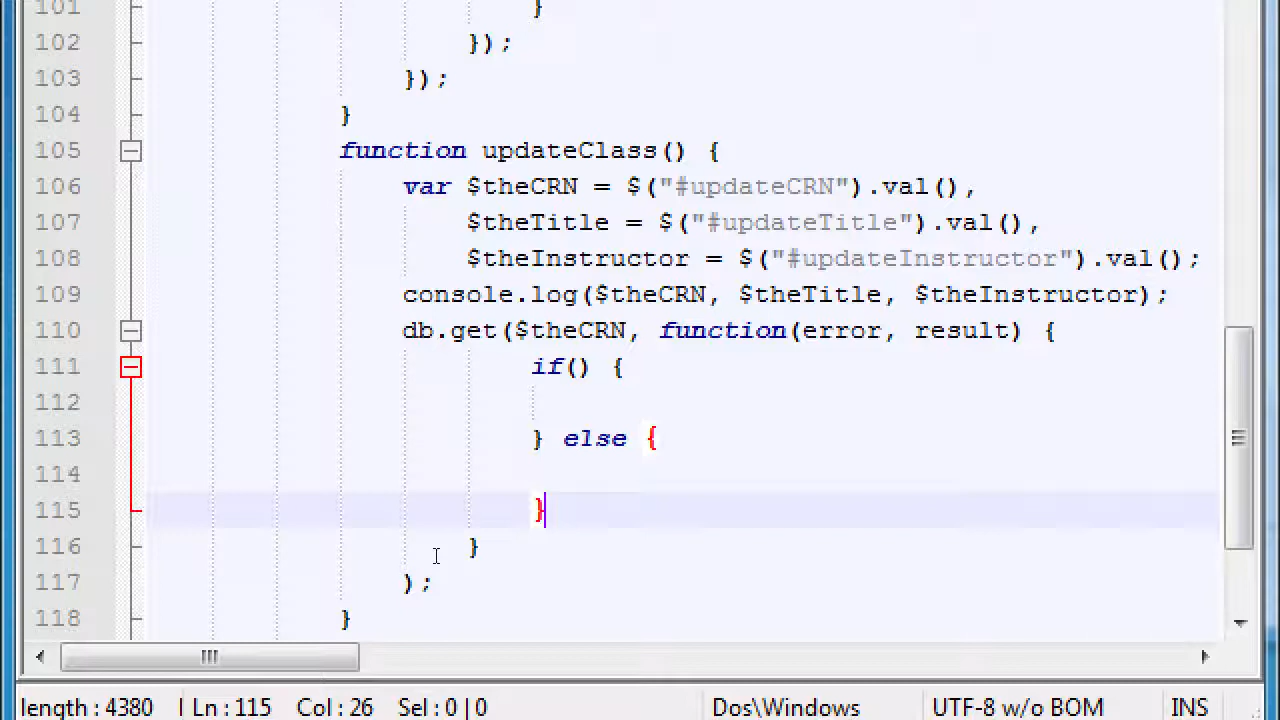 101 }
102 });
103 });
104 }
105 function updateClass() {
106 var $theCRN = $("#updateCRN").val(),
107 $theTitle = $("#updateTitle").val(),
108 $theInstructor = $("#updateInstructor").val();
109 console.log($theCRN, $theTitle, $theInstructor);
110 db.get($theCRN, function(error, result) {
111 if() {
112
113 } else {
114
115 }
116 }
117 );
118 }
length : 4380 l Ln : 115 Col : 26 Sel : 0 | 0 Dos\Windows UTF-8 w/o BOM INS